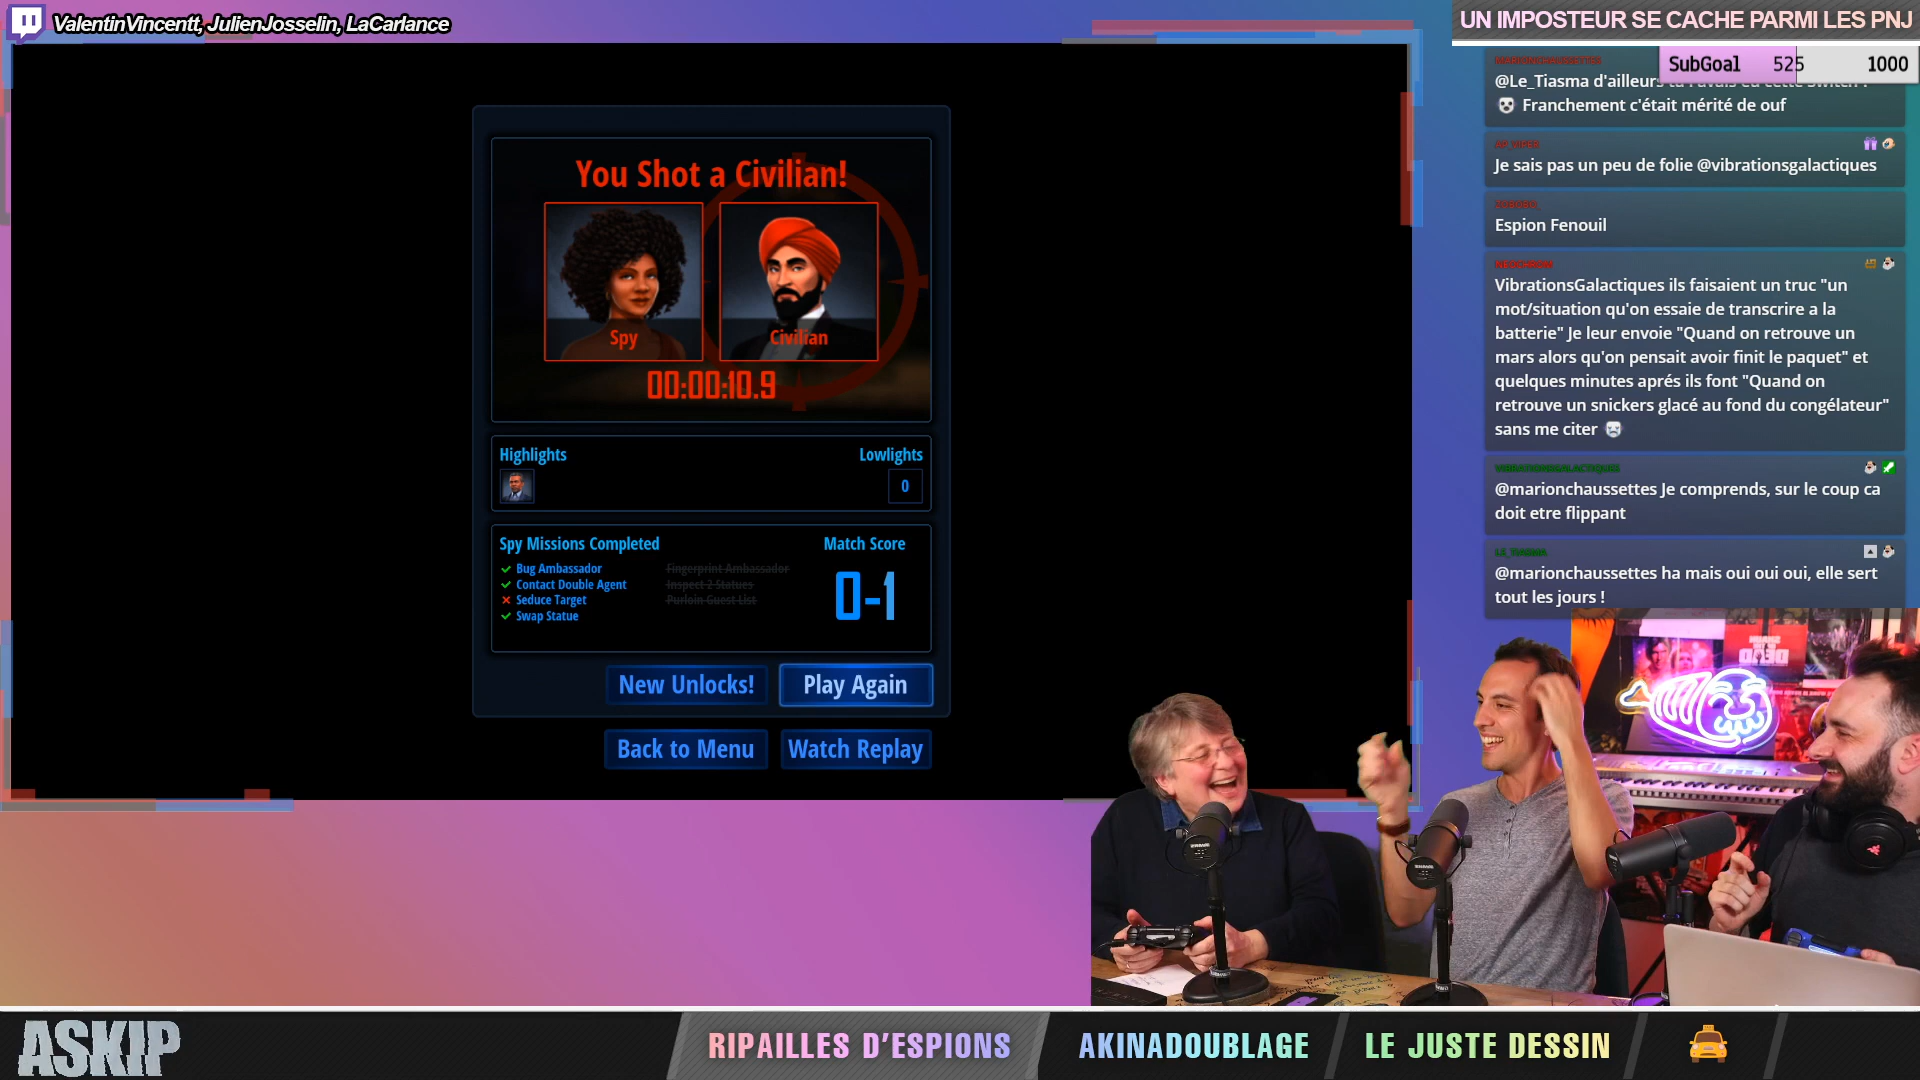 ValentinVincentt, JulienJosselin, LaCarlance
UN IMPOSTEUR SE CACHE PARMI LES PNJ
SubGoal 525 1000
You Shot a Civilian!
Spy
Civilian
00:00:10.9
Highlights
Lowlights
0
Spy Missions Completed
Match Score
Bug Ambassador
Contact Double Agent
Seduce Target
Swap Statue
Fingerprint Ambassador
Inspect 2 Statues
Purloin Guest List
0-1
New Unlocks!
Play Again
Back to Menu
Watch Replay
MARIONCHAUSSETTES
@Le_Tiasma d'ailleurs
Franchement c'était mérité de ouf
Je sais pas un peu de folie @vibrationsgalactiques
Espion Fenouil
VibrationsGalactiques ils faisaient un truc "un
mot/situation qu'on essaie de transcrire a la
batterie" Je leur envoie "Quand on retrouve un
mars alors qu'on pensait avoir finit le paquet" et
quelques minutes aprés ils font "Quand on
retrouve un snickers glacé au fond du congélateur"
sans me citer
VIBRATIONSGALACTIQUES
@marionchaussettes Je comprends, sur le coup ca
doit etre flippant
LE_TIASMA
@marionchaussettes ha mais oui oui oui, elle sert
tout les jours !
ASKIP
RIPAILLES D'ESPIONS
AKINADOUBLAGE
LE JUSTE DESSIN